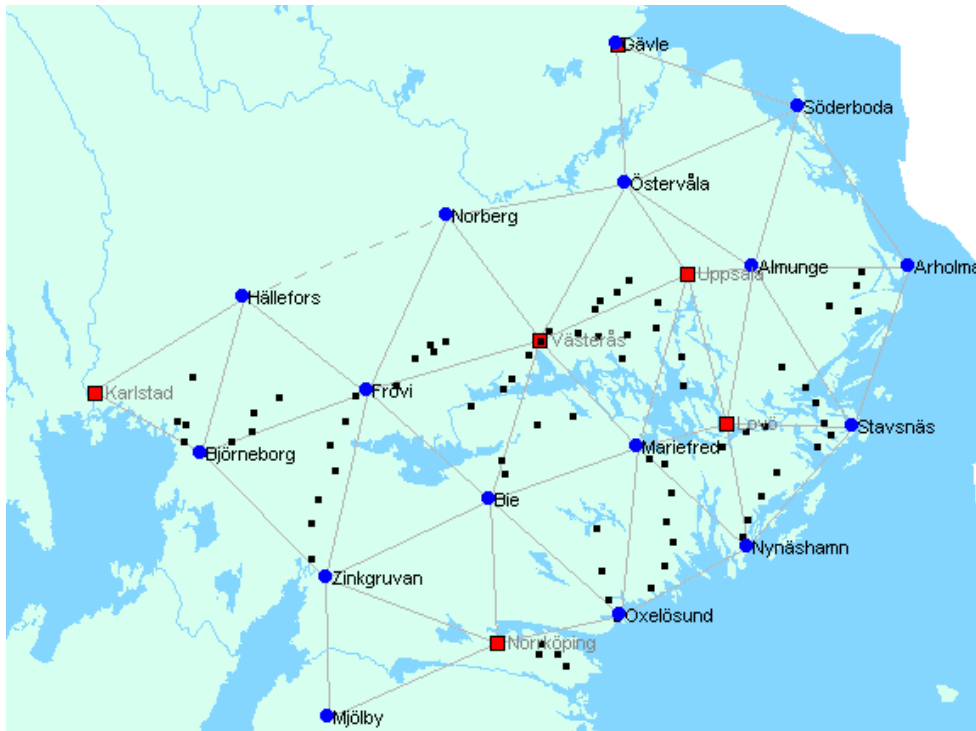 Gävle
Söderboda
Östervåla
Norberg
Almunge
Arholma
Uppsala
Hällefors
Västerås
Karlstad
Frövi
Lovö
Stavsnäs
Björneborg
Mariefred
Bie
Nynäshamn
Zinkgruvan
Oxelösund
Norrköping
Mjölby